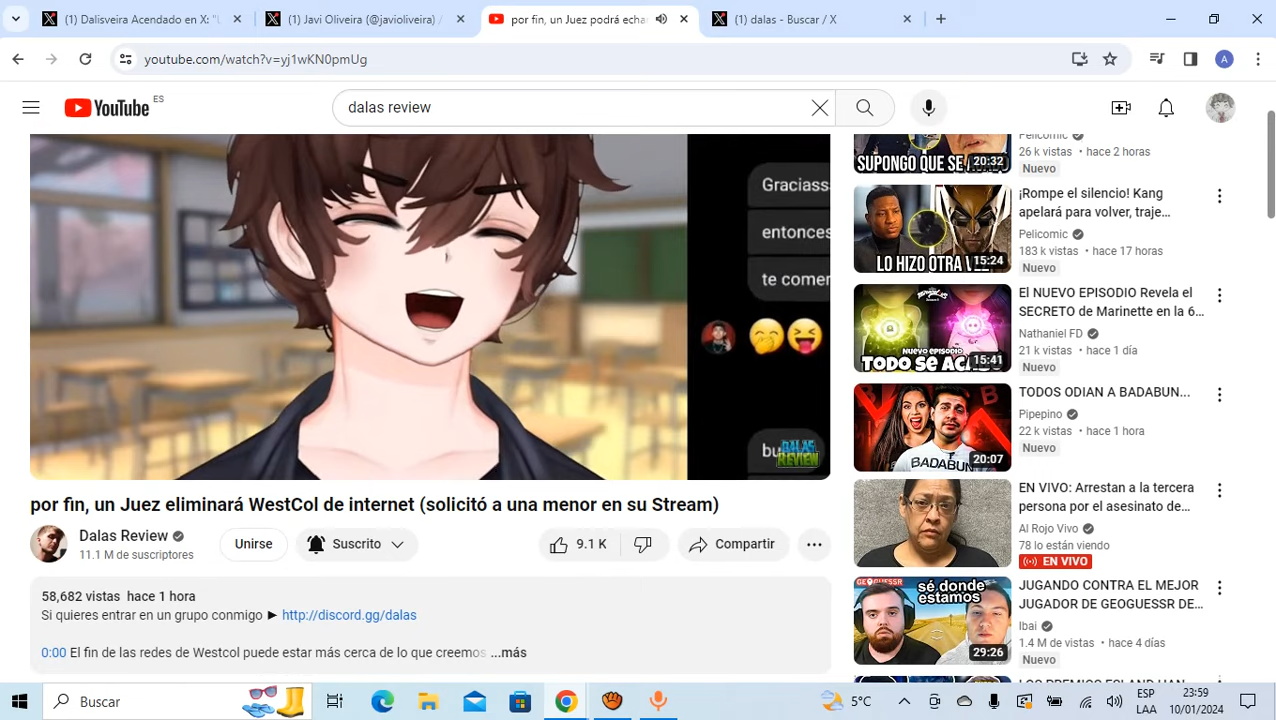 (1) Dalisveira Acendado en X: "L
(1) Javi Oliveira (@javioliveira) /
por fin, un Juez podrá echar
(1) dalas - Buscar / X
youtube.com/watch?v=yj1wKN0pmUg
A
YouTube ES
dalas review
Graciass
entonces
te comer
bu
DALAS
REVIEW
por fin, un Juez eliminará WestCol de internet (solicitó a una menor en su Stream)
Dalas Review
11.1 M de suscriptores
Unirse
Suscrito
9.1 K
Compartir
58,682 vistas hace 1 hora
Si quieres entrar en un grupo conmigo ► http://discord.gg/dalas
0:00 El fin de las redes de Westcol puede estar más cerca de lo que creemos ...más
SUPONGO QUE SE
20:32
Pelicomic
26 k vistas • hace 2 horas
Nuevo
LO HIZO OTRA VEZ
15:24
¡Rompe el silencio! Kang
apelará para volver, traje...
Pelicomic
183 k vistas • hace 17 horas
Nuevo
NUEVO EPISODIO
TODO SE ACA
15:41
El NUEVO EPISODIO Revela el
SECRETO de Marinette en la 6...
Nathaniel FD
21 k vistas • hace 1 día
Nuevo
BADABUN
20:07
TODOS ODIAN A BADABUN...
Pipepino
22 k vistas • hace 1 hora
Nuevo
EN VIVO: Arrestan a la tercera
persona por el asesinato de...
Al Rojo Vivo
78 lo están viendo
EN VIVO
GEOGUESSR
sé donde
estamos
29:26
JUGANDO CONTRA EL MEJOR
JUGADOR DE GEOGUESSR DE...
Ibai
1.4 M de vistas • hace 4 días
Nuevo
LOS PREMIOS ESLAND HAN
Buscar
5°C
ESP
LAA
23:59
10/01/2024